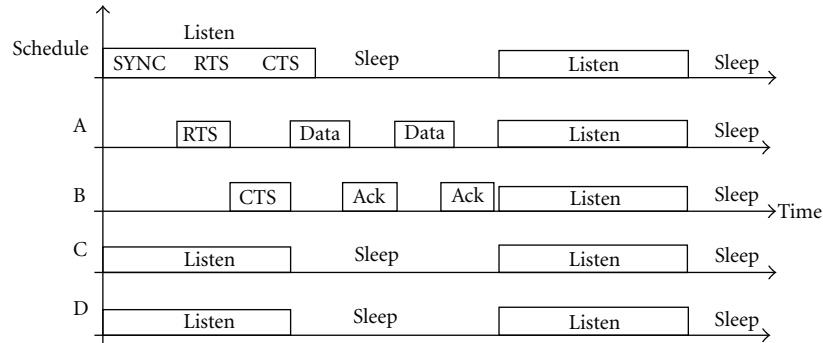 Listen
Schedule
SYNC RTS CTS Sleep Listen Sleep
A RTS Data Data Listen Sleep
B CTS Ack Ack Listen Sleep
Time
C Listen Sleep Listen Sleep
D Listen Sleep Listen Sleep